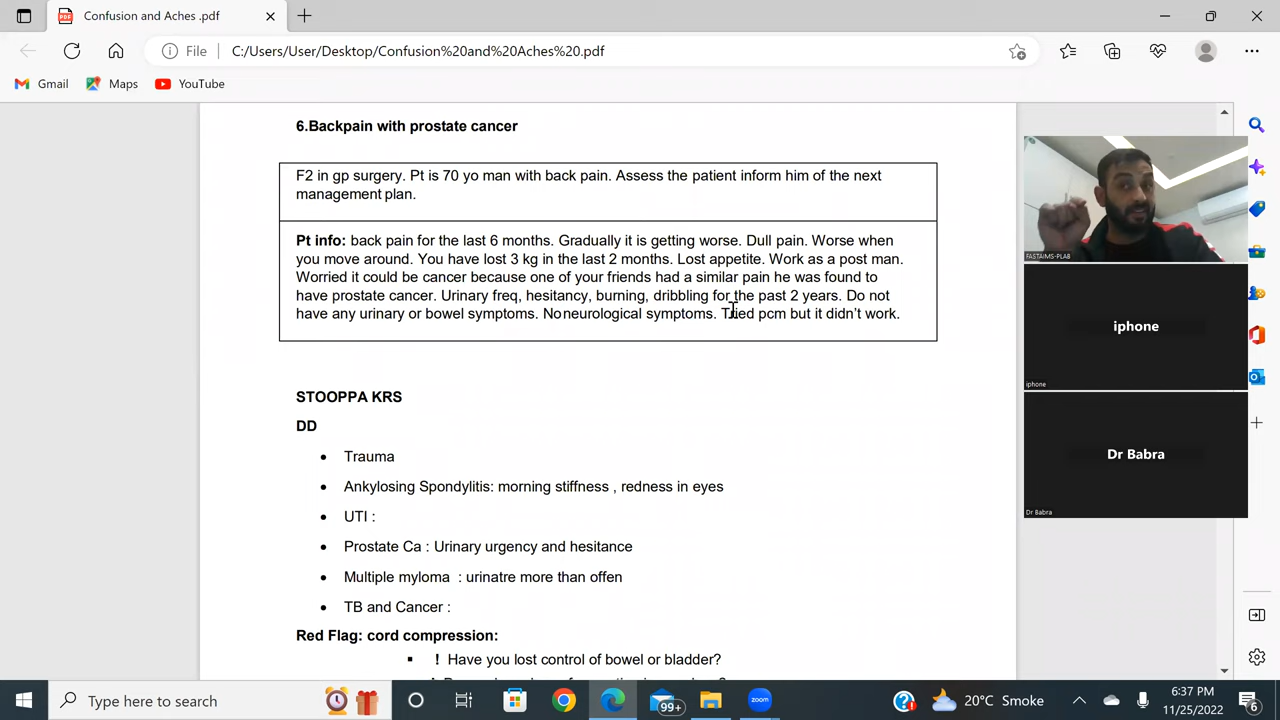 Confusion and Aches .pdf
File
C:/Users/User/Desktop/Confusion%20and%20Aches%20.pdf
Gmail
Maps
YouTube
6.Backpain with prostate cancer
F2 in gp surgery. Pt is 70 yo man with back pain. Assess the patient inform him of the next
management plan.
Pt info: back pain for the last 6 months. Gradually it is getting worse. Dull pain. Worse when
you move around. You have lost 3 kg in the last 2 months. Lost appetite. Work as a post man.
Worried it could be cancer because one of your friends had a similar pain he was found to
have prostate cancer. Urinary freq, hesitancy, burning, dribbling for the past 2 years. Do not
have any urinary or bowel symptoms. No neurological symptoms. Tried pcm but it didn't work.
STOOPPA KRS
DD
• Trauma
• Ankylosing Spondylitis: morning stiffness , redness in eyes
• UTI :
• Prostate Ca : Urinary urgency and hesitance
• Multiple myloma : urinatre more than offen
• TB and Cancer :
Red Flag: cord compression:
▪ ! Have you lost control of bowel or bladder?
FASTAIMS-PLAB
iphone
iphone
Dr Babra
Dr Babra
Type here to search
99+
zoom
20°C Smoke
6:37 PM
11/25/2022
6